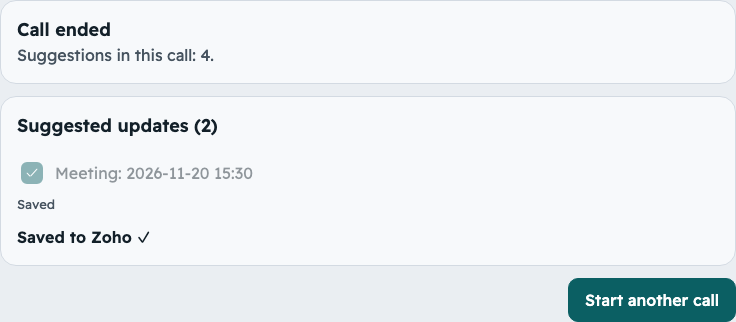 Call ended
Suggestions in this call: 4.
Suggested updates (2)
Meeting: 2026-11-20 15:30
Saved
Saved to Zoho ✓
Start another call